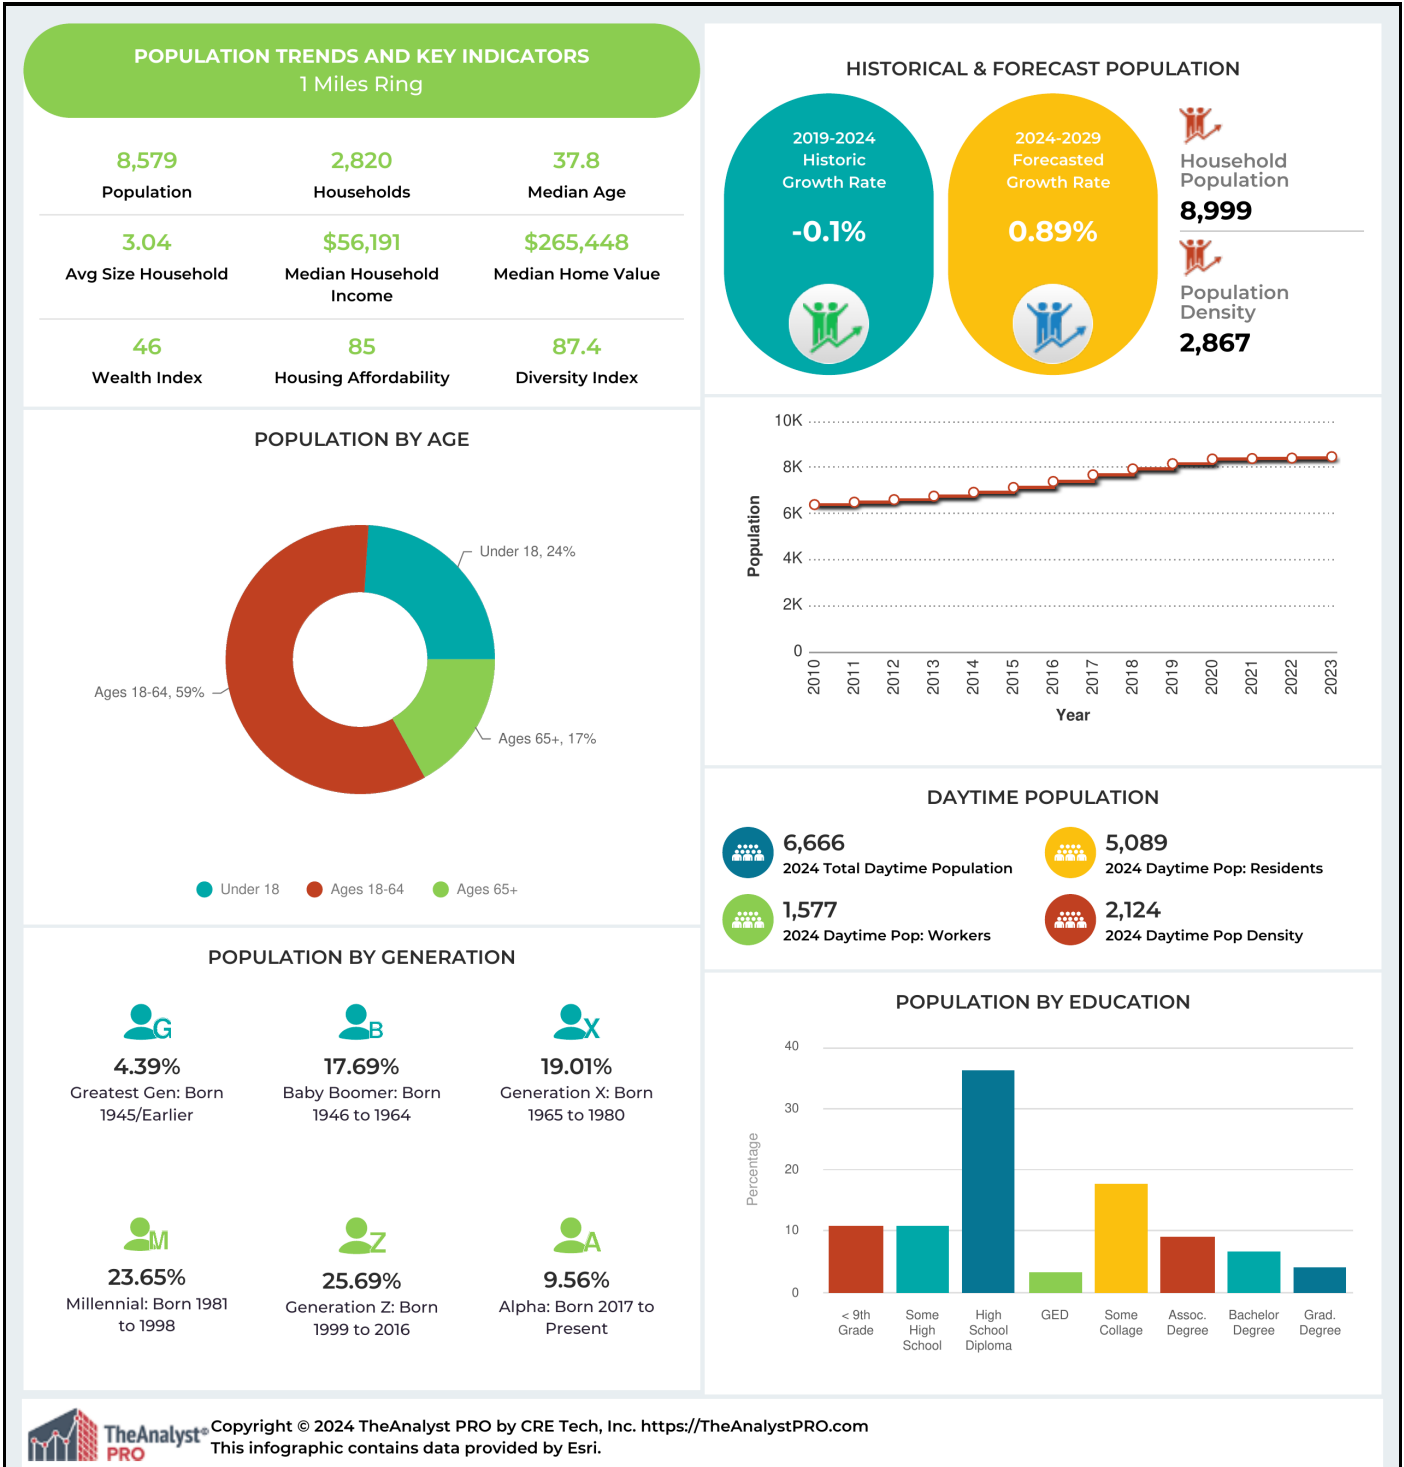 POPULATION TRENDS AND KEY INDICATORS
1 Miles Ring
8,579
Population
2,820
Households
37.8
Median Age
3.04
Avg Size Household
$56,191
Median Household
Income
$265,448
Median Home Value
46
Wealth Index
85
Housing Affordability
87.4
Diversity Index
HISTORICAL & FORECAST POPULATION
2019-2024
Historic
Growth Rate
-0.1%
2024-2029
Forecasted
Growth Rate
0.89%
Household
Population
8,999
Population
Density
2,867
POPULATION BY AGE
Under 18, 24%
Ages 18-64, 59%
Ages 65+, 17%
Under 18
Ages 18-64
Ages 65+
10K
8K
6K
4K
2K
0
Population
2010
2011
2012
2013
2014
2015
2016
2017
2018
2019
2020
2021
2022
2023
Year
DAYTIME POPULATION
6,666
2024 Total Daytime Population
5,089
2024 Daytime Pop: Residents
1,577
2024 Daytime Pop: Workers
2,124
2024 Daytime Pop Density
POPULATION BY GENERATION
G
4.39%
Greatest Gen: Born
1945/Earlier
B
17.69%
Baby Boomer: Born
1946 to 1964
X
19.01%
Generation X: Born
1965 to 1980
M
23.65%
Millennial: Born 1981
to 1998
Z
25.69%
Generation Z: Born
1999 to 2016
A
9.56%
Alpha: Born 2017 to
Present
POPULATION BY EDUCATION
40
30
20
10
0
Percentage
< 9th
Grade
Some
High
School
High
School
Diploma
GED
Some
Collage
Assoc.
Degree
Bachelor
Degree
Grad.
Degree
TheAnalyst®
PRO
Copyright © 2024 TheAnalyst PRO by CRE Tech, Inc. https://TheAnalystPRO.com
This infographic contains data provided by Esri.